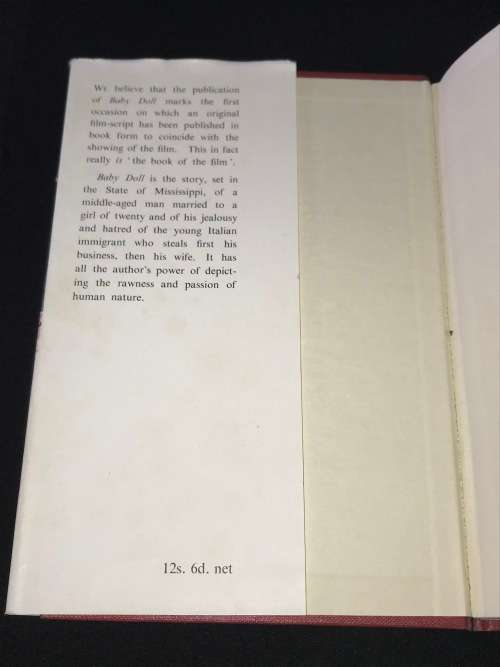 We believe that the publication
of Baby Doll marks the first
occasion on which an original
film-script has been published in
book form to coincide with the
showing of the film. This in fact
really is ‘the book of the film’.
Baby Doll is the story, set in
the State of Mississippi, of a
middle-aged man married to a
girl of twenty and of his jealousy
and hatred of the young Italian
immigrant who steals first his
business, then his wife. It has
all the author’s power of depict-
ing the rawness and passion of
human nature.
12s. 6d. net